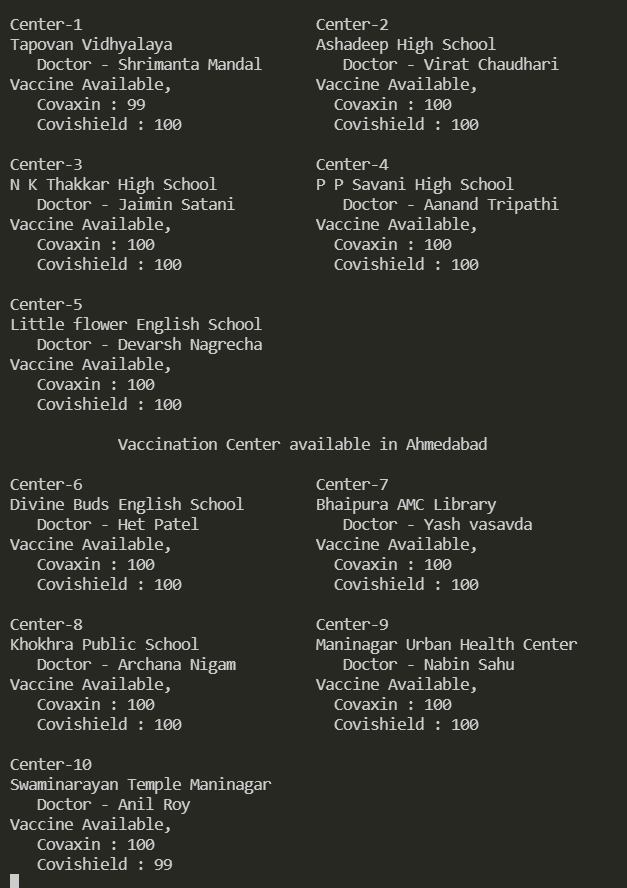 Center-1                          Center-2
Tapovan Vidhyalaya                Ashadeep High School
   Doctor - Shrimanta Mandal         Doctor - Virat Chaudhari
Vaccine Available,                Vaccine Available,
   Covaxin : 99                     Covaxin : 100
   Covishield : 100                 Covishield : 100

Center-3                          Center-4
N K Thakkar High School           P P Savani High School
   Doctor - Jaimin Satani            Doctor - Aanand Tripathi
Vaccine Available,                Vaccine Available,
   Covaxin : 100                    Covaxin : 100
   Covishield : 100                 Covishield : 100

Center-5
Little flower English School
   Doctor - Devarsh Nagrecha
Vaccine Available,
   Covaxin : 100
   Covishield : 100

            Vaccination Center available in Ahmedabad

Center-6                          Center-7
Divine Buds English School        Bhaipura AMC Library
   Doctor - Het Patel                Doctor - Yash vasavda
Vaccine Available,                Vaccine Available,
   Covaxin : 100                    Covaxin : 100
   Covishield : 100                 Covishield : 100

Center-8                          Center-9
Khokhra Public School             Maninagar Urban Health Center
   Doctor - Archana Nigam            Doctor - Nabin Sahu
Vaccine Available,                Vaccine Available,
   Covaxin : 100                    Covaxin : 100
   Covishield : 100                 Covishield : 100

Center-10
Swaminarayan Temple Maninagar
   Doctor - Anil Roy
Vaccine Available,
   Covaxin : 100
   Covishield : 99